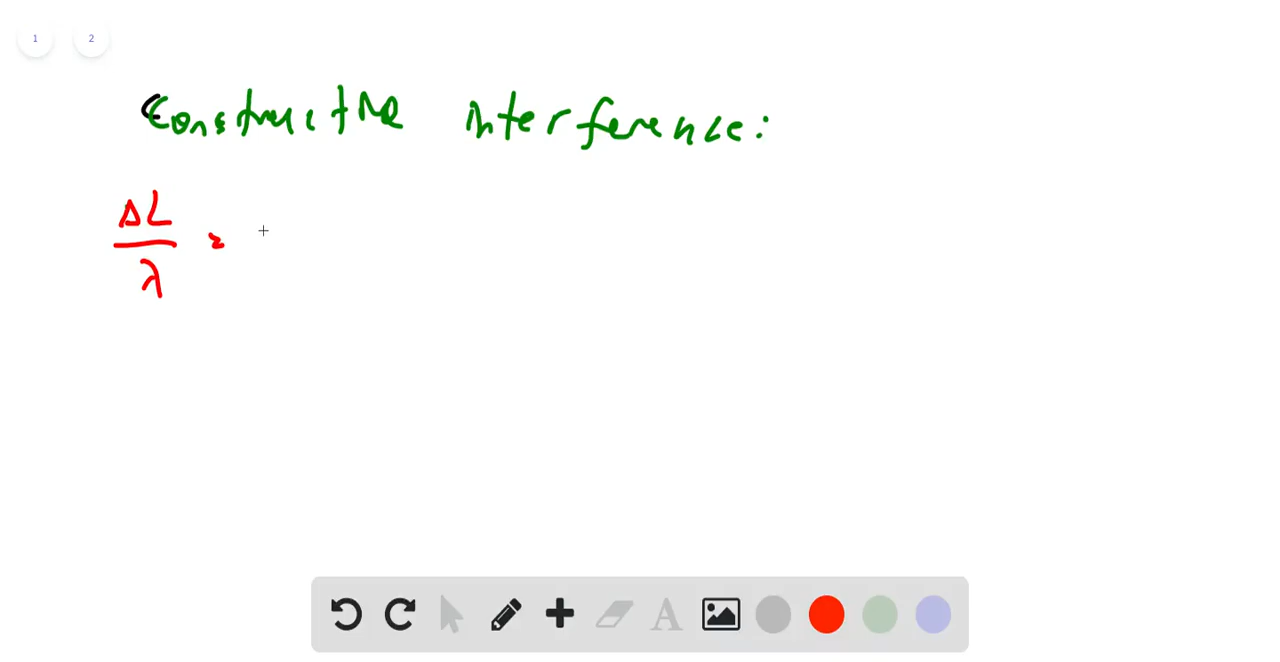 1 2
Constructive interference:
ΔL
λ =
A